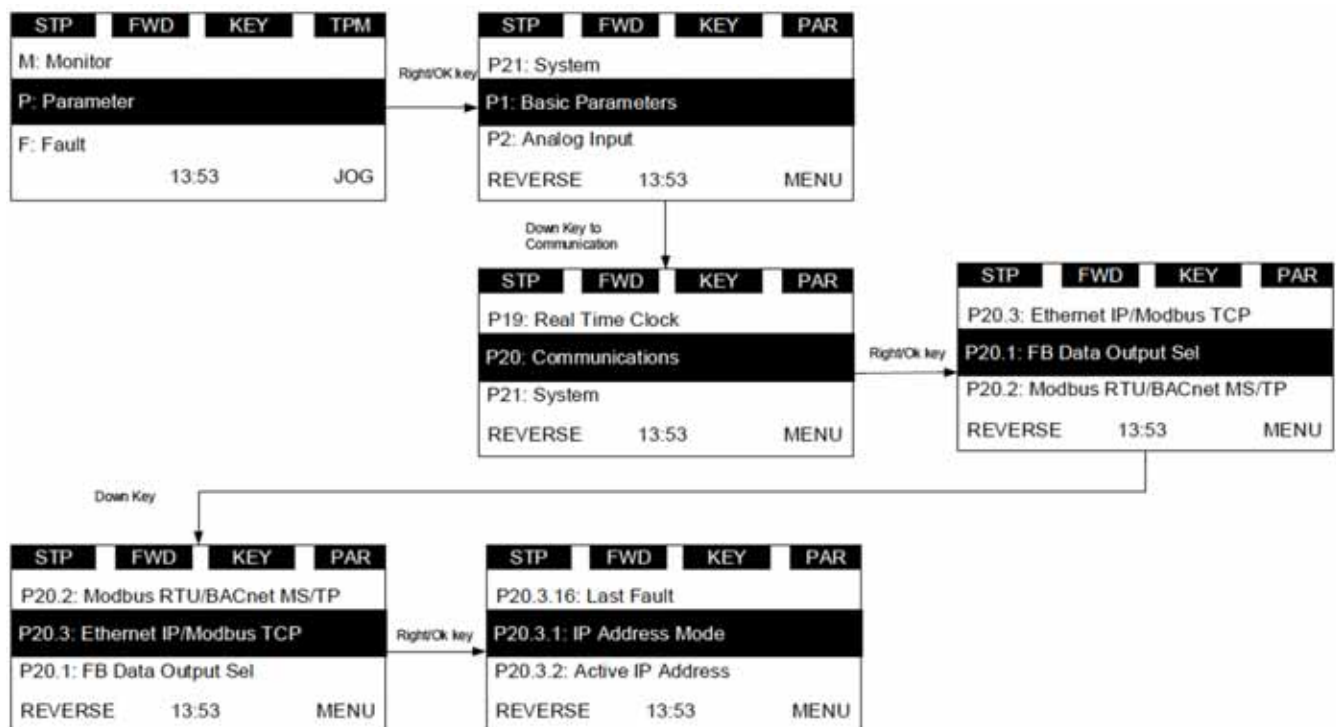 STP FWD KEY TPM
M: Monitor
P: Parameter
F: Fault
13:53 JOG
Right/OK key
STP FWD KEY PAR
P21: System
P1: Basic Parameters
P2: Analog Input
REVERSE 13:53 MENU
Down Key to
Communication
STP FWD KEY PAR
P19: Real Time Clock
P20: Communications
P21: System
REVERSE 13:53 MENU
Right/Ok key
STP FWD KEY PAR
P20.3: Ethernet IP/Modbus TCP
P20.1: FB Data Output Sel
P20.2: Modbus RTU/BACnet MS/TP
REVERSE 13:53 MENU
Down Key
STP FWD KEY PAR
P20.2: Modbus RTU/BACnet MS/TP
P20.3: Ethernet IP/Modbus TCP
P20.1: FB Data Output Sel
REVERSE 13:53 MENU
Right/Ok key
STP FWD KEY PAR
P20.3.16: Last Fault
P20.3.1: IP Address Mode
P20.3.2: Active IP Address
REVERSE 13:53 MENU